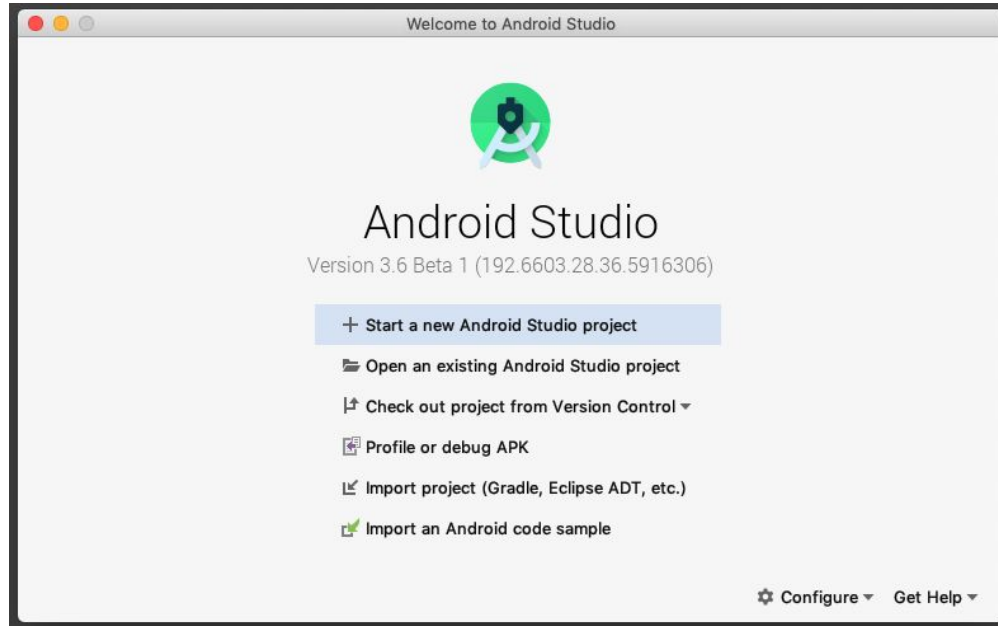 Welcome to Android Studio
Android Studio
Version 3.6 Beta 1 (192.6603.28.36.5916306)
Start a new Android Studio project
Open an existing Android Studio project
Check out project from Version Control
Profile or debug APK
Import project (Gradle, Eclipse ADT, etc.)
Import an Android code sample
Configure Get Help